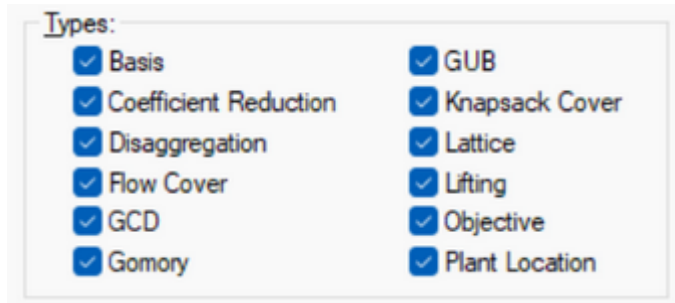 Types:
Basis
Coefficient Reduction
Disaggregation
Flow Cover
GCD
Gomory
GUB
Knapsack Cover
Lattice
Lifting
Objective
Plant Location